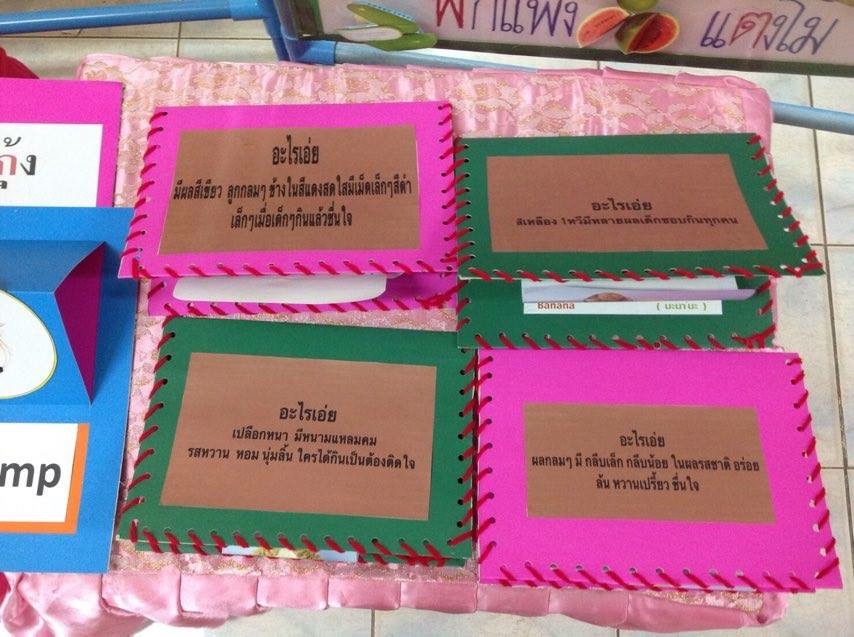 ฟักแฟง
แตงโม
กุ้ง
อะไรเอ่ย
มีผลสีเขียว ลูกกลมๆ ข้างในสีแดงสดใสมีเม็ดเล็กๆสีดำ
เล็กๆเมื่อเด็กๆกินแล้วชื่นใจ
อะไรเอ่ย
สีเหลือง 1หวีมีหลายผลเด็กชอบกินทุกคน
Banana ( บะนานะ )
อะไรเอ่ย
เปลือกหนา มีหนามแหลมคม
รสหวาน หอม นุ่มลิ้น ใครได้กินเป็นต้องติดใจ
อะไรเอ่ย
ผลกลมๆ มี กลีบเล็ก กลีบน้อย ในผลรสชาติ อร่อย
ล้น หวานเปรี้ยว ชื่นใจ
mp